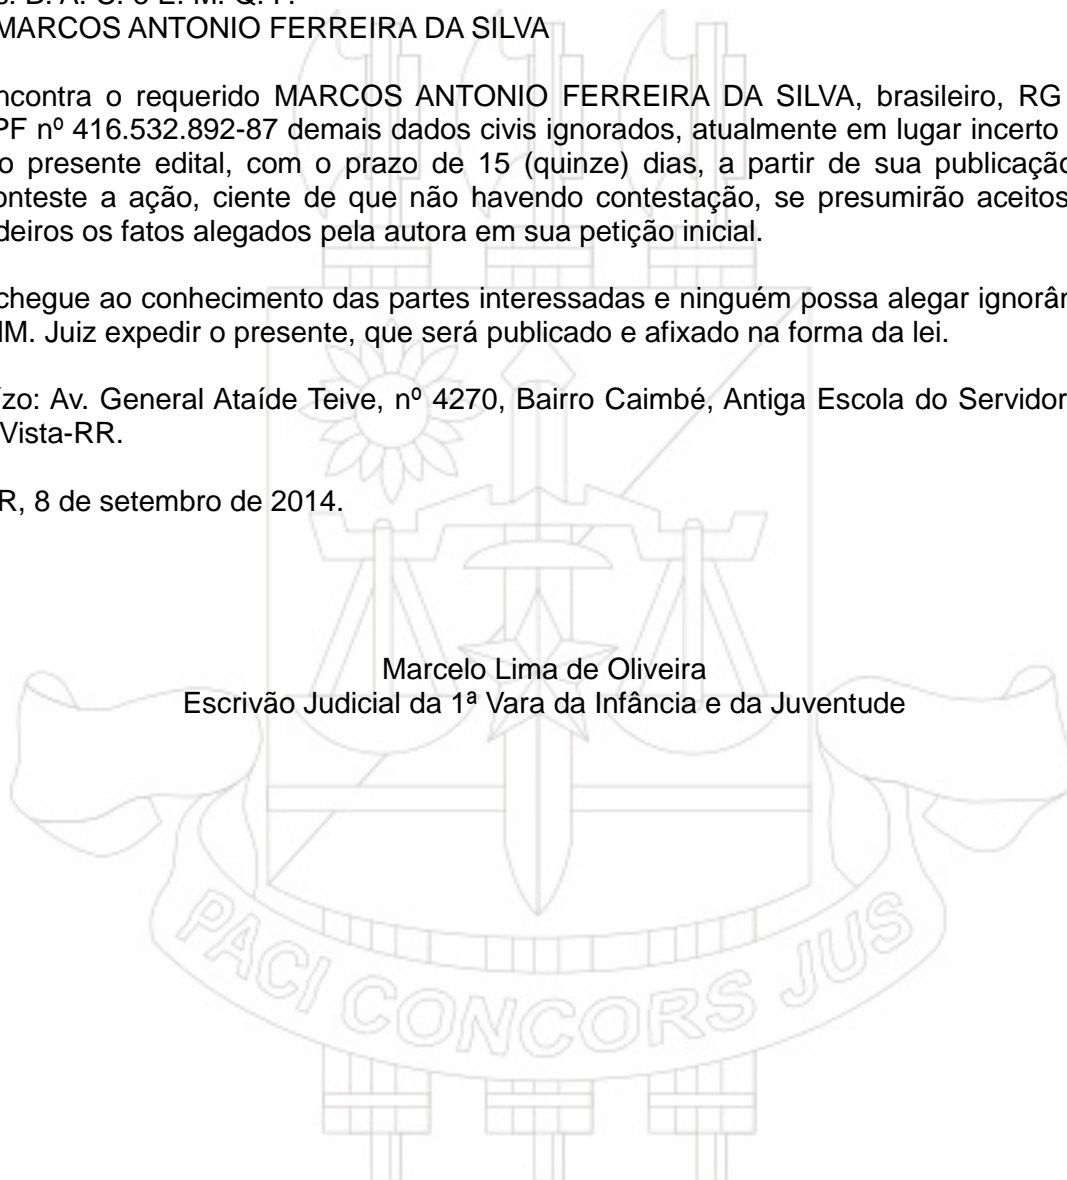 MARCOS ANTONIO FERREIRA DA SILVA
ncontra o requerido MARCOS ANTONIO FERREIRA DA SILVA, brasileiro, RG
PF nº 416.532.892-87 demais dados civis ignorados, atualmente em lugar incerto
o presente edital, com o prazo de 15 (quinze) dias, a partir de sua publicação
onteste a ação, ciente de que não havendo contestação, se presumirão aceitos
deiros os fatos alegados pela autora em sua petição inicial.
chegue ao conhecimento das partes interessadas e ninguém possa alegar ignorân
MM. Juiz expedir o presente, que será publicado e afixado na forma da lei.
ízo: Av. General Ataíde Teive, nº 4270, Bairro Caimbé, Antiga Escola do Servidor
Vista-RR.
R, 8 de setembro de 2014.
Marcelo Lima de Oliveira
Escrivão Judicial da 1ª Vara da Infância e da Juventude
PACI CONCORS JUS